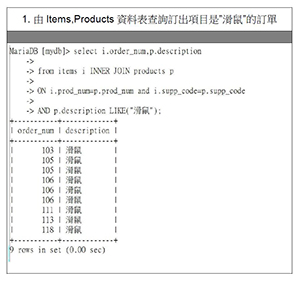 1. 由 Items,Products 資料表查詢訂出項目是"滑鼠"的訂單
MariaDB [mydb]> select i.order_num,p.description
->
-> from items i INNER JOIN products p
->
-> ON i.prod_num=p.prod_num and i.supp_code=p.supp_code
->
-> AND p.description LIKE("滑鼠");
+-----------+-------------+
| order_num | description |
+-----------+-------------+
| 103 | 滑鼠 |
| 105 | 滑鼠 |
| 105 | 滑鼠 |
| 106 | 滑鼠 |
| 106 | 滑鼠 |
| 106 | 滑鼠 |
| 111 | 滑鼠 |
| 113 | 滑鼠 |
| 118 | 滑鼠 |
+-----------+-------------+
9 rows in set (0.00 sec)